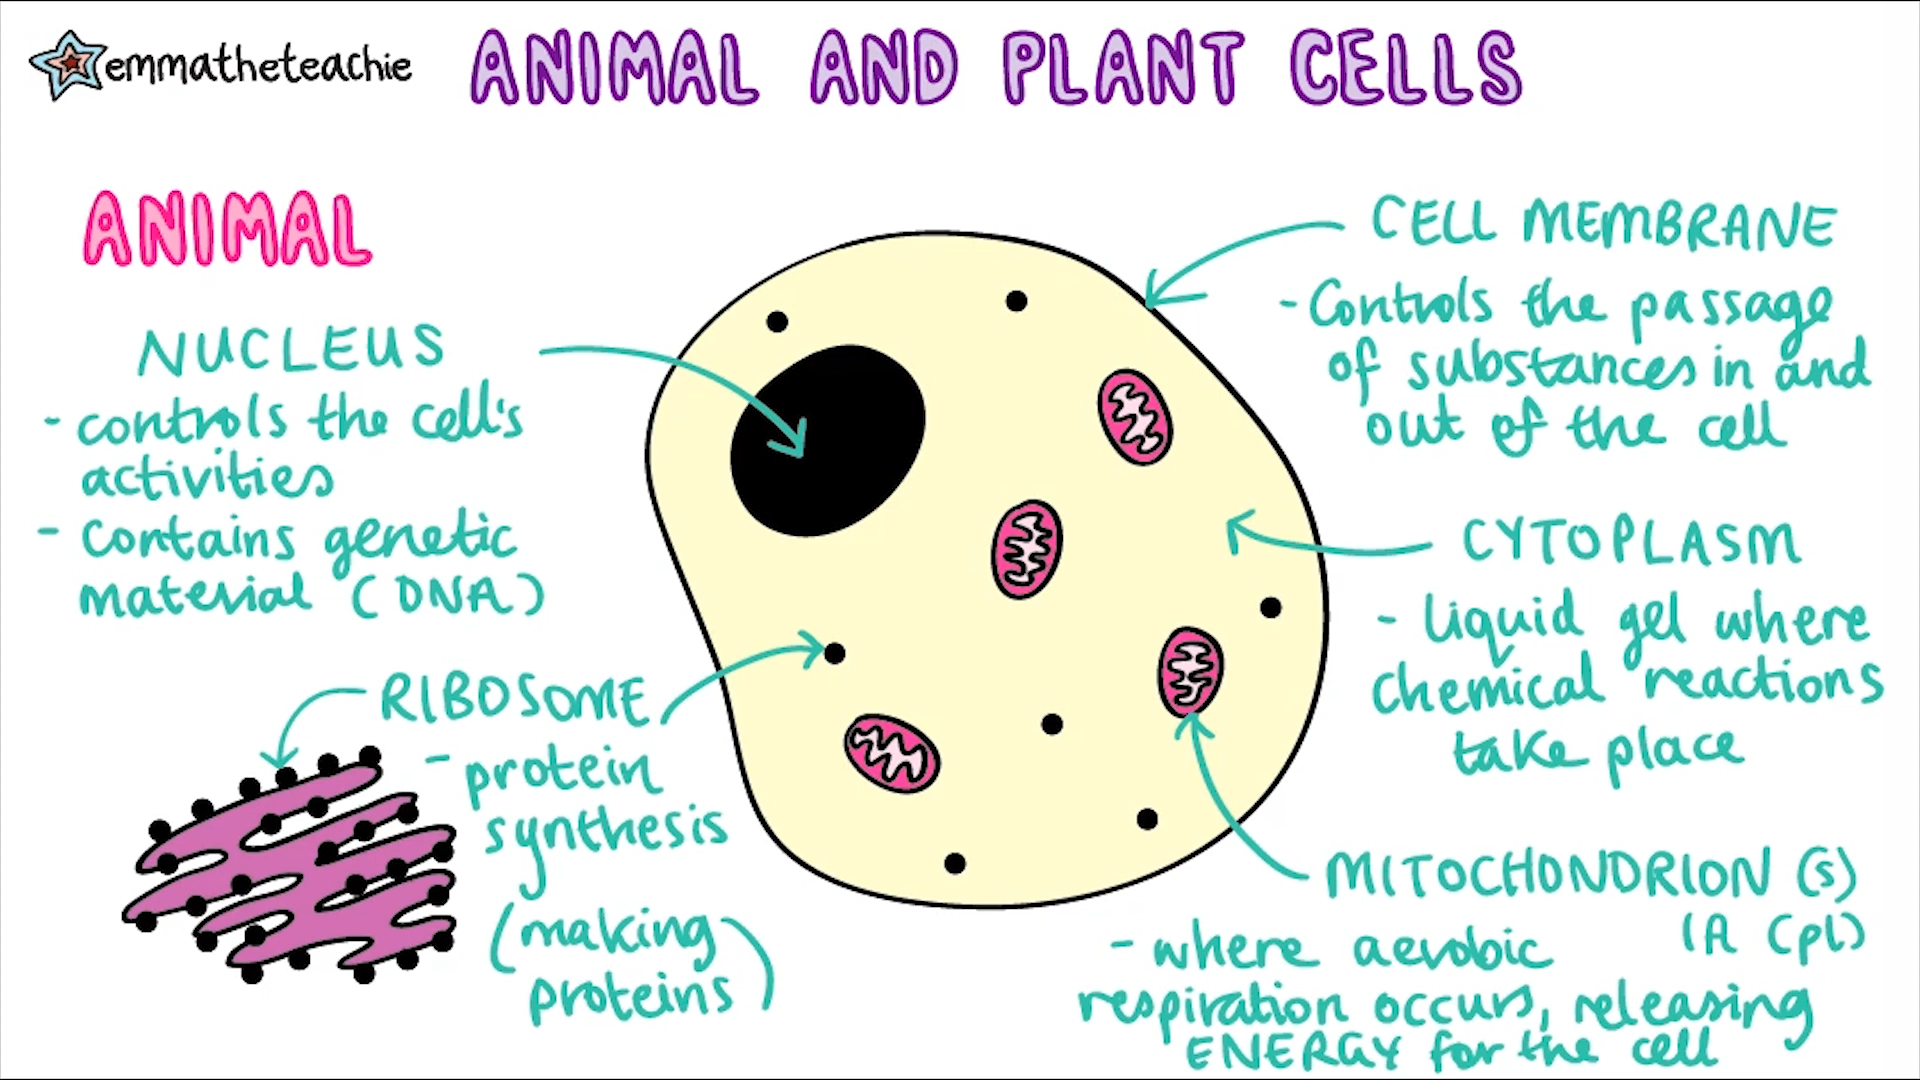 emmatheteachie
ANIMAL AND PLANT CELLS
ANIMAL
NUCLEUS
- controls the cell's
activities
- contains genetic
material (DNA)
RIBOSOME
- protein
synthesis
(making
proteins)
CELL MEMBRANE
- Controls the passage
of substances in and
out of the cell
CYTOPLASM
- liquid gel where
chemical reactions
take place
MITOCHONDRION (s)
IA (pl)
- where aerobic
respiration occurs, releasing
ENERGY for the cell